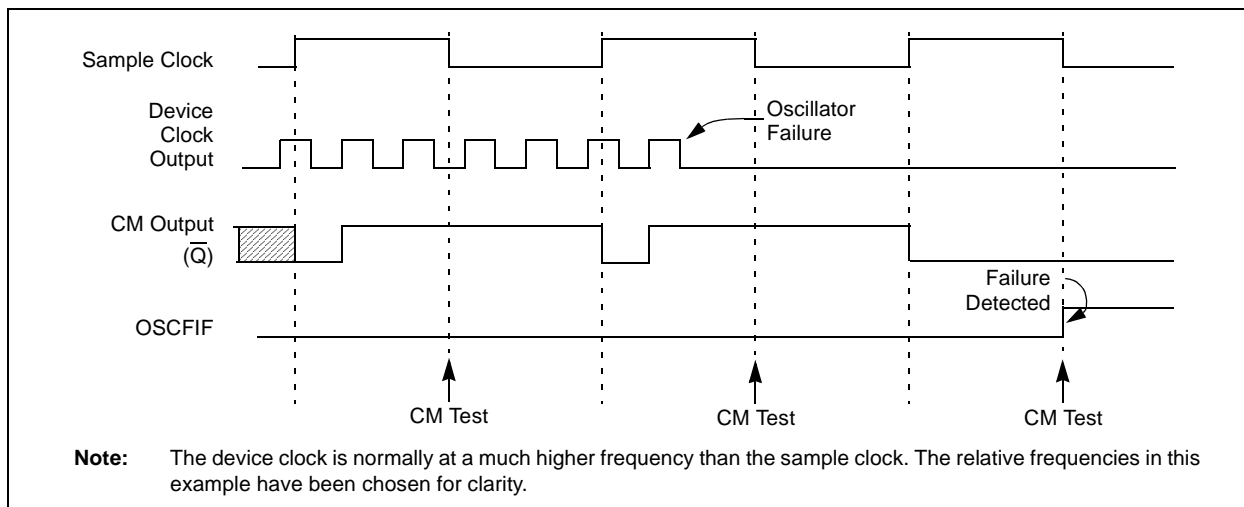 Sample Clock
Device
Clock
Output
Oscillator
Failure
CM Output
(Q̅)
Failure
Detected
OSCFIF
CM Test
CM Test
CM Test
Note: The device clock is normally at a much higher frequency than the sample clock. The relative frequencies in this
example have been chosen for clarity.